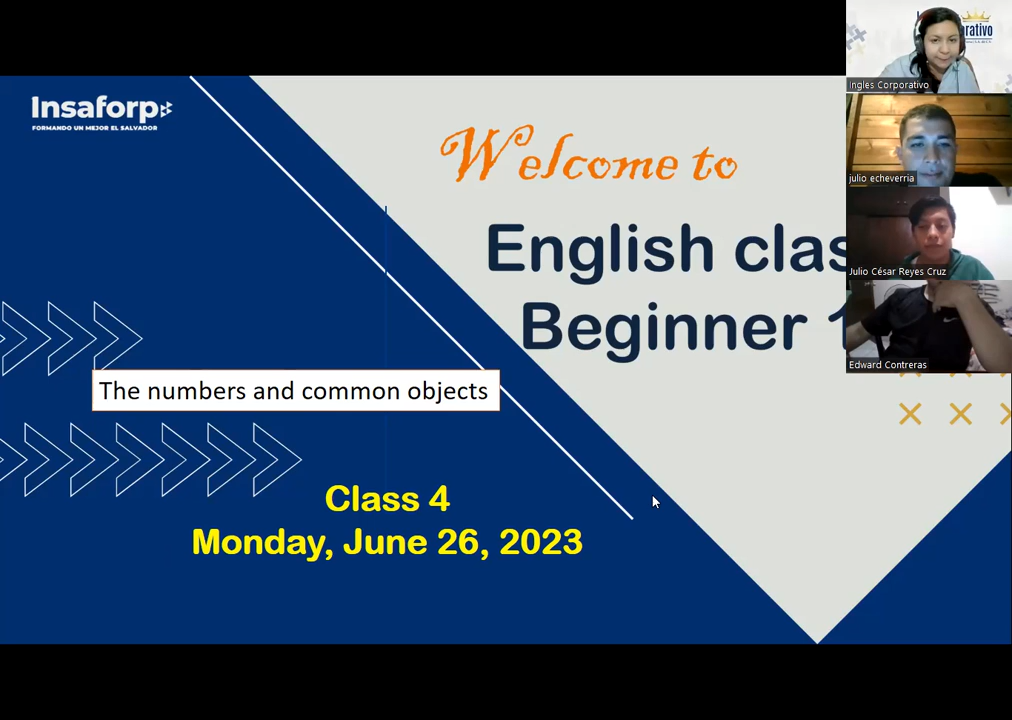 Insaforp
FORMANDO UN MEJOR EL SALVADOR
Welcome to
English clas
Beginner 1
The numbers and common objects
Class 4
Monday, June 26, 2023
rativo
Ingles Corporativo
julio echeverria
Julio César Reyes Cruz
Edward Contreras